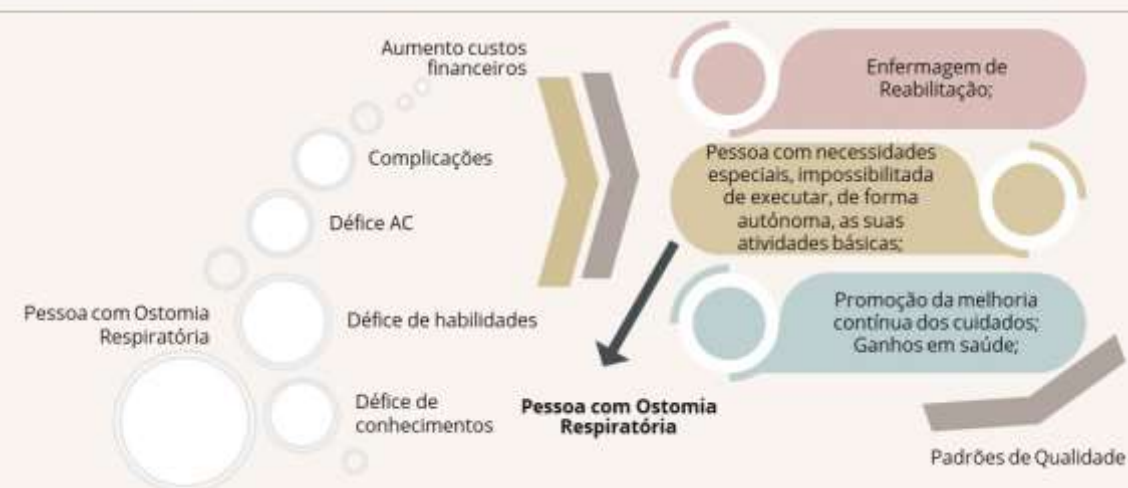 Aumento custos
financeiros
Complicações
Défice AC
Pessoa com Ostomia
Respiratória
Défice de habilidades
Défice de
conhecimentos
Enfermagem de
Reabilitação;
Pessoa com necessidades
especiais, impossibilitada
de executar, de forma
autónoma, as suas
atividades básicas;
Promoção da melhoria
contínua dos cuidados;
Ganhos em saúde;
Pessoa com Ostomia
Respiratória
Padrões de Qualidade